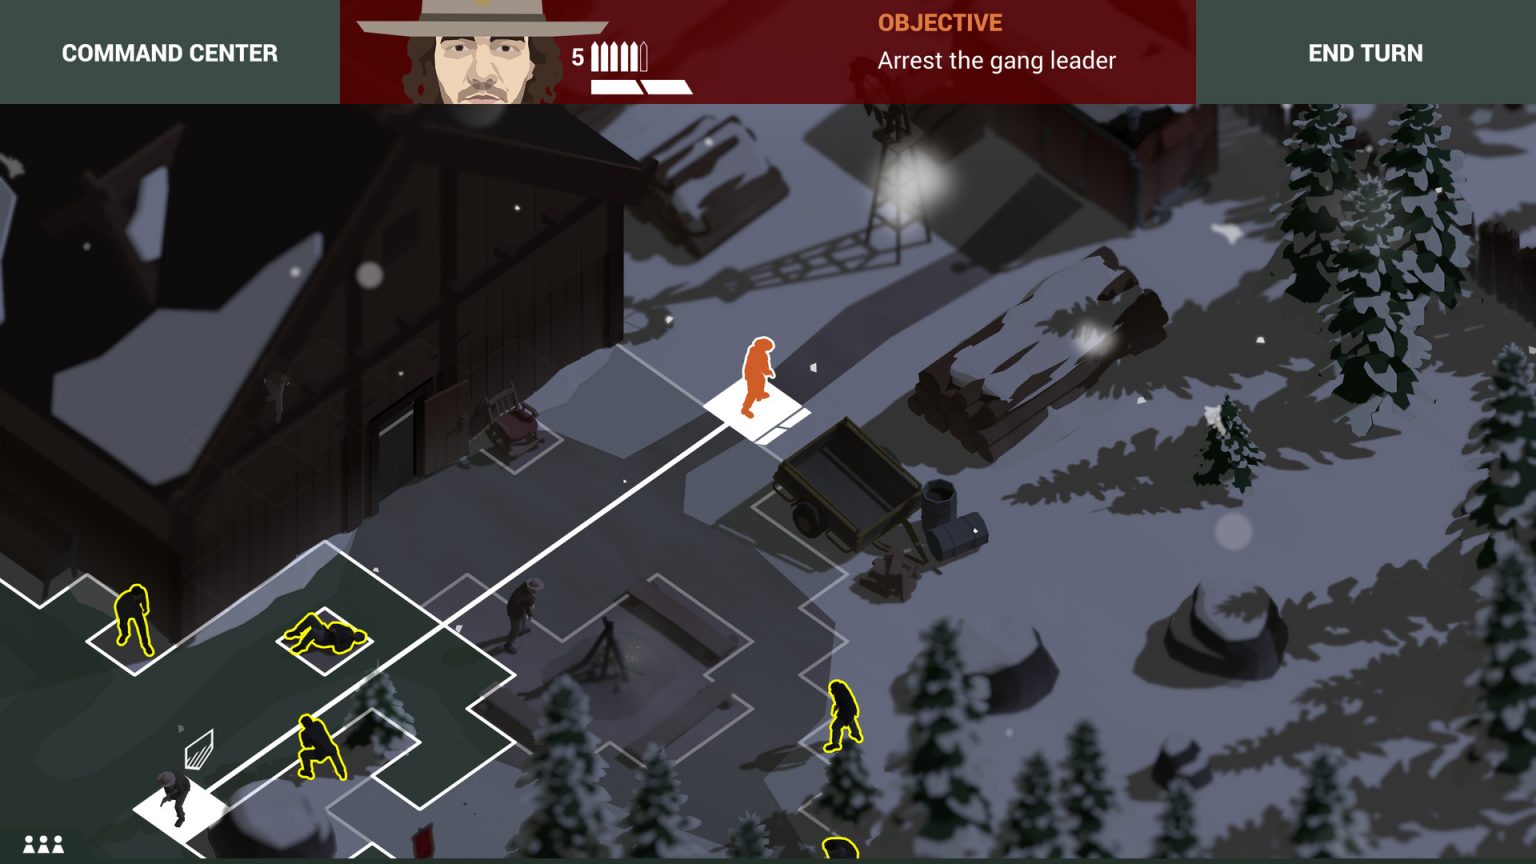 COMMAND CENTER
5
OBJECTIVE
Arrest the gang leader
END TURN